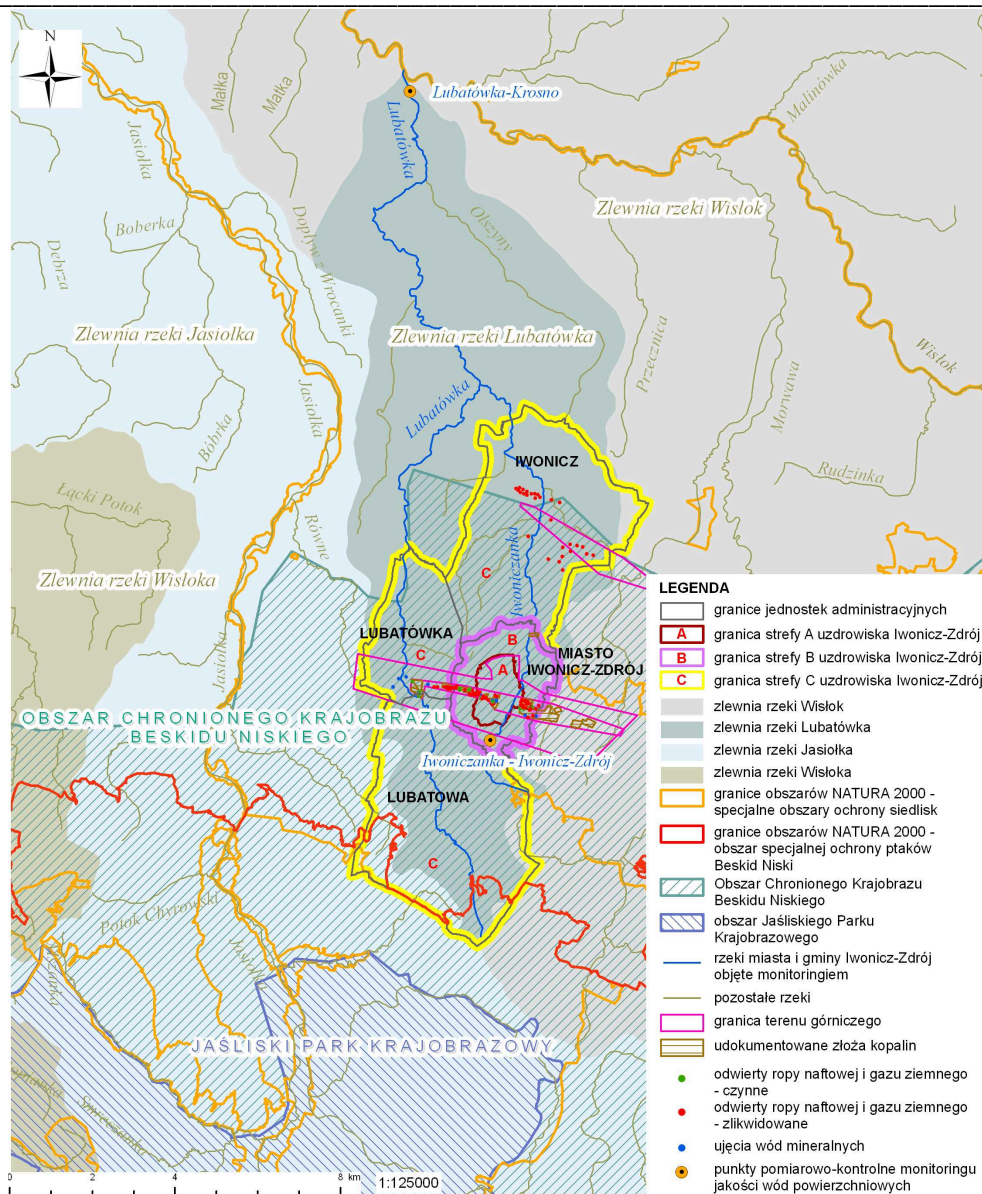 N
Lubatówka-Krosno
Małka
Małka
Jasiołka
Lubatówka
Malinówka
Zlewnia rzeki Wisłok
Olszyny
Boberka
Dopływ z Wrocanki
Debrza
Zlewnia rzeki Jasiołka
Zlewnia rzeki Lubatówka
Przecznica
Wisłok
Jasiołka
Lubatówka
Morwawa
Bóbrka
IWONICZ
Rudzinka
Łącki Potok
Równe
Iwoniczanka
Zlewnia rzeki Wisłoka
C
LUBATÓWKA
B
C
A
MIASTO
IWONICZ-ZDRÓJ
Jasiołka
OBSZAR CHRONIONEGO KRAJOBRAZU
BESKIDU NISKIEGO
Iwoniczanka - Iwonicz-Zdrój
LUBATOWA
C
Potok Chyrowski
Jasiołka
JAŚLISKI PARK KRAJOBRAZOWY
LEGENDA
granice jednostek administracyjnych
A granica strefy A uzdrowiska Iwonicz-Zdrój
B granica strefy B uzdrowiska Iwonicz-Zdrój
C granica strefy C uzdrowiska Iwonicz-Zdrój
zlewnia rzeki Wisłok
zlewnia rzeki Lubatówka
zlewnia rzeki Jasiołka
zlewnia rzeki Wisłoka
granice obszarów NATURA 2000 -
specjalne obszary ochrony siedlisk
granice obszarów NATURA 2000 -
obszar specjalnej ochrony ptaków
Beskid Niski
Obszar Chronionego Krajobrazu
Beskidu Niskiego
obszar Jaśliskiego Parku
Krajobrazowego
rzeki miasta i gminy Iwonicz-Zdrój
objęte monitoringiem
pozostałe rzeki
granica terenu górniczego
udokumentowane złoża kopalin
odwierty ropy naftowej i gazu ziemnego
- czynne
odwierty ropy naftowej i gazu ziemnego
- zlikwidowane
ujęcia wód mineralnych
punkty pomiarowo-kontrolne monitoringu
jakości wód powierzchniowych
0 2 4 8 km 1:125000